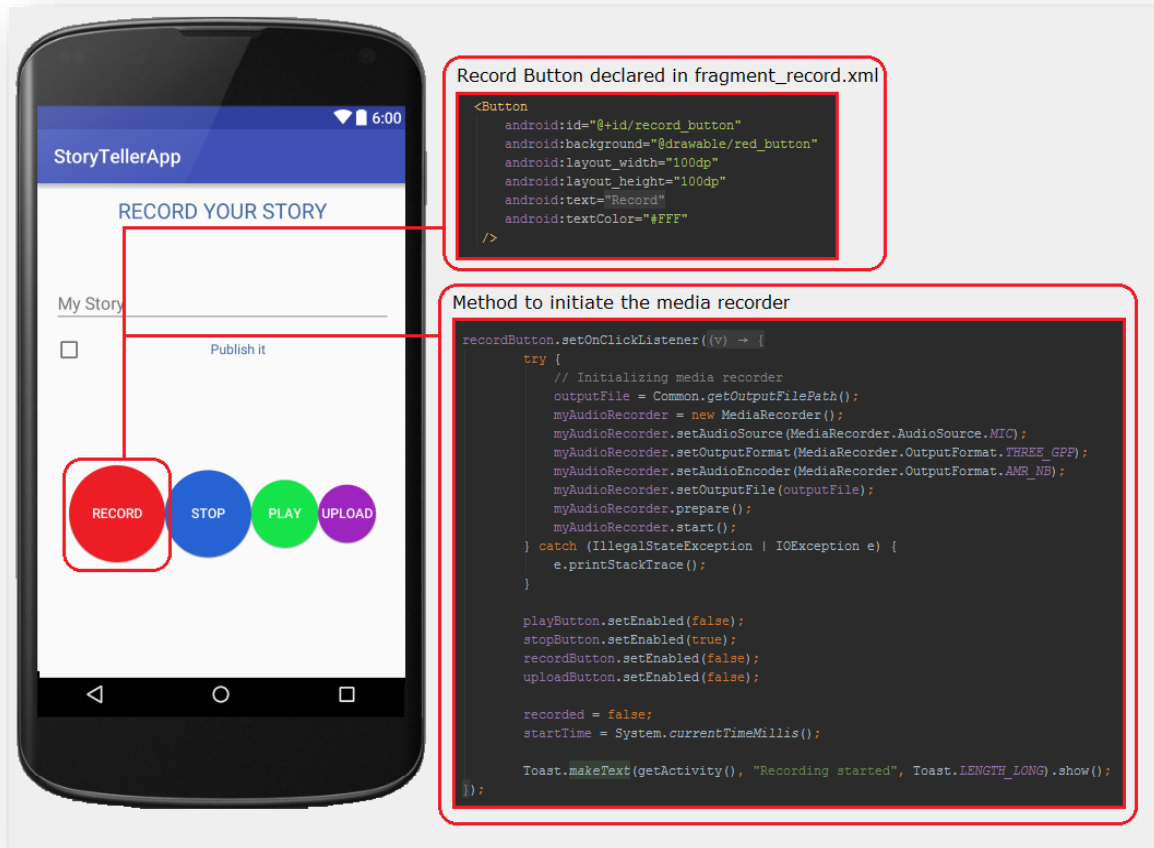 6:00
StoryTellerApp
RECORD YOUR STORY
My Story
Publish it
RECORD
STOP
PLAY
UPLOAD
Record Button declared in fragment_record.xml
<Button
android:id="@+id/record_button"
android:background="@drawable/red_button"
android:layout_width="100dp"
android:layout_height="100dp"
android:text="Record"
android:textColor="#FFF"
/>
Method to initiate the media recorder
recordButton.setOnClickListener((v) → {
try {
// Initializing media recorder
outputFile = Common.getOutputFilePath();
myAudioRecorder = new MediaRecorder();
myAudioRecorder.setAudioSource(MediaRecorder.AudioSource.MIC);
myAudioRecorder.setOutputFormat(MediaRecorder.OutputFormat.THREE_GPP);
myAudioRecorder.setAudioEncoder(MediaRecorder.OutputFormat.AMR_NB);
myAudioRecorder.setOutputFile(outputFile);
myAudioRecorder.prepare();
myAudioRecorder.start();
} catch (IllegalStateException | IOException e) {
e.printStackTrace();
}
playButton.setEnabled(false);
stopButton.setEnabled(true);
recordButton.setEnabled(false);
uploadButton.setEnabled(false);
recorded = false;
startTime = System.currentTimeMillis();
Toast.makeText(getActivity(), "Recording started", Toast.LENGTH_LONG).show();
});